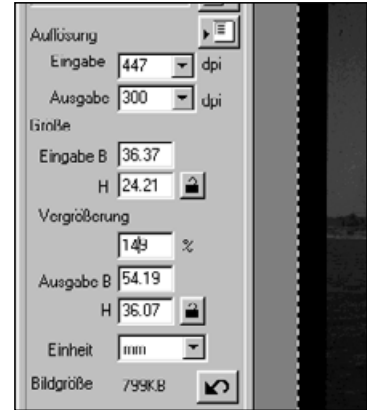 Auflösung
Eingabe 447 dpi
Ausgabe 300 dpi
Größe
Eingabe B 36.37
H 24.21
Vergrößerung
149 %
Ausgabe B 54.19
H 36.07
Einheit mm
Bildgröße 799KB